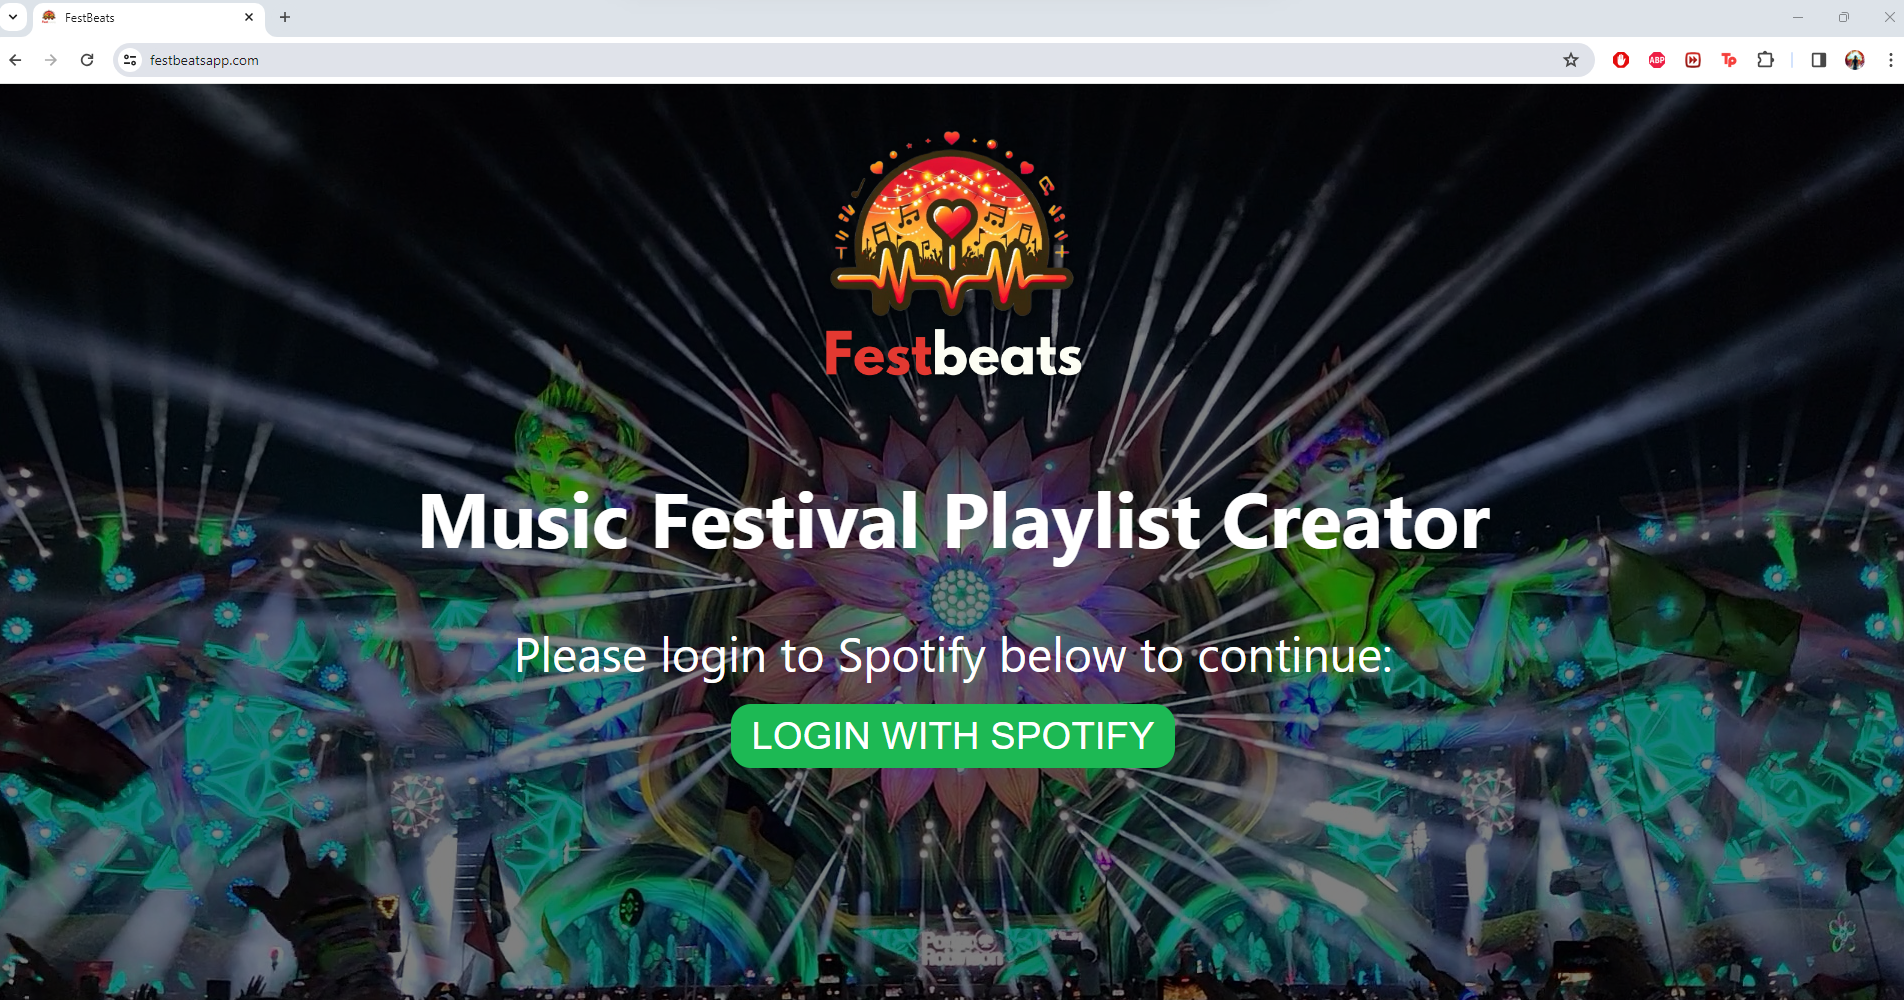 FestBeats
festbeatsapp.com
ABP
Tp
Festbeats
Music Festival Playlist Creator
Please login to Spotify below to continue:
LOGIN WITH SPOTIFY
Robinson